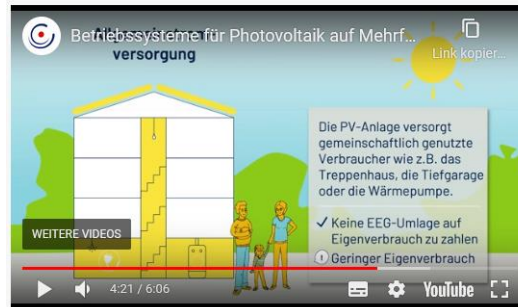 Betriebssysteme für Photovoltaik auf Mehrf...
versorgung
Link kopier...
Die PV-Anlage versorgt
gemeinschaftlich genutzte
Verbraucher wie z.B. das
Treppenhaus, die Tiefgarage
oder die Wärmepumpe.
WEITERE VIDEOS
✓ Keine EEG-Umlage auf
Eigenverbrauch zu zahlen
! Geringer Eigenverbrauch
4:21 / 6:06
YouTube